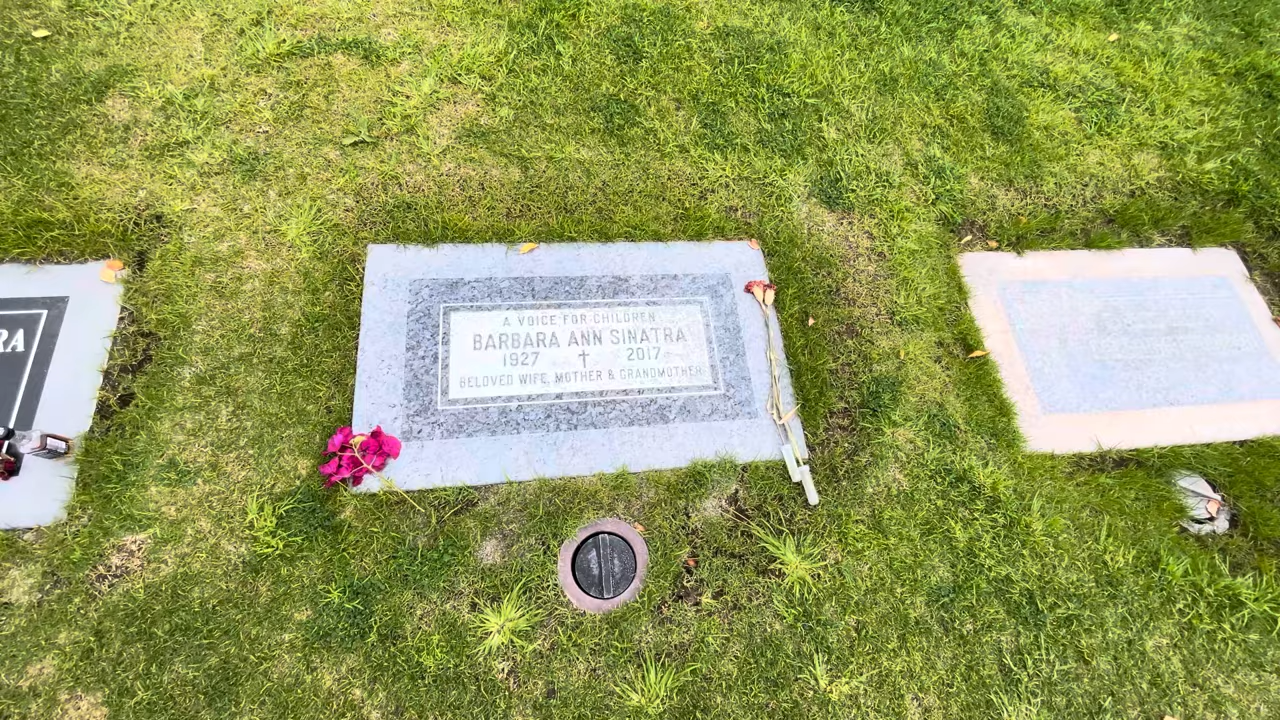 RA
A VOICE FOR CHILDREN
BARBARA ANN SINATRA
1927 † 2017
BELOVED WIFE, MOTHER & GRANDMOTHER